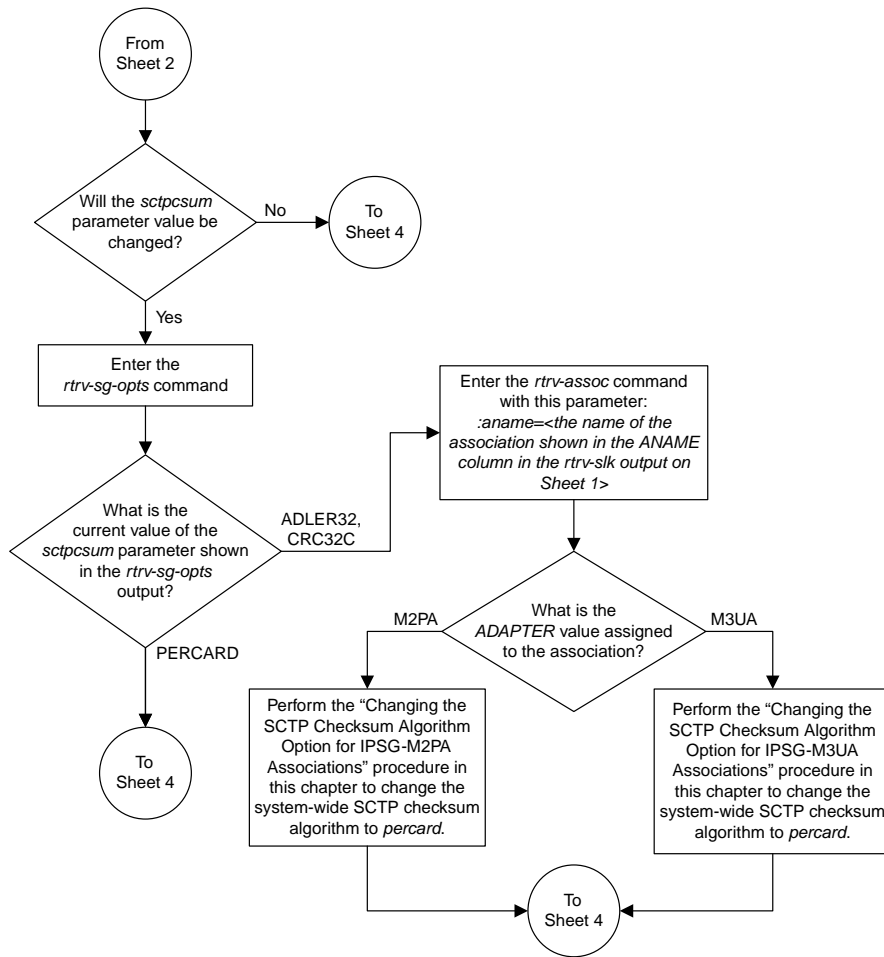 From
Sheet 2
Will the sctpcsum
parameter value be
changed?
No
To
Sheet 4
Yes
Enter the
rtrv-sg-opts command
What is the
current value of the
sctpcsum parameter shown
in the rtrv-sg-opts
output?
ADLER32,
CRC32C
PERCARD
To
Sheet 4
Enter the rtrv-assoc command
with this parameter:
:aname=<the name of the
association shown in the ANAME
column in the rtrv-slk output on
Sheet 1>
What is the
ADAPTER value assigned
to the association?
M2PA
M3UA
Perform the “Changing the
SCTP Checksum Algorithm
Option for IPSG-M2PA
Associations” procedure in
this chapter to change the
system-wide SCTP checksum
algorithm to percard.
Perform the “Changing the
SCTP Checksum Algorithm
Option for IPSG-M3UA
Associations” procedure in
this chapter to change the
system-wide SCTP checksum
algorithm to percard.
To
Sheet 4